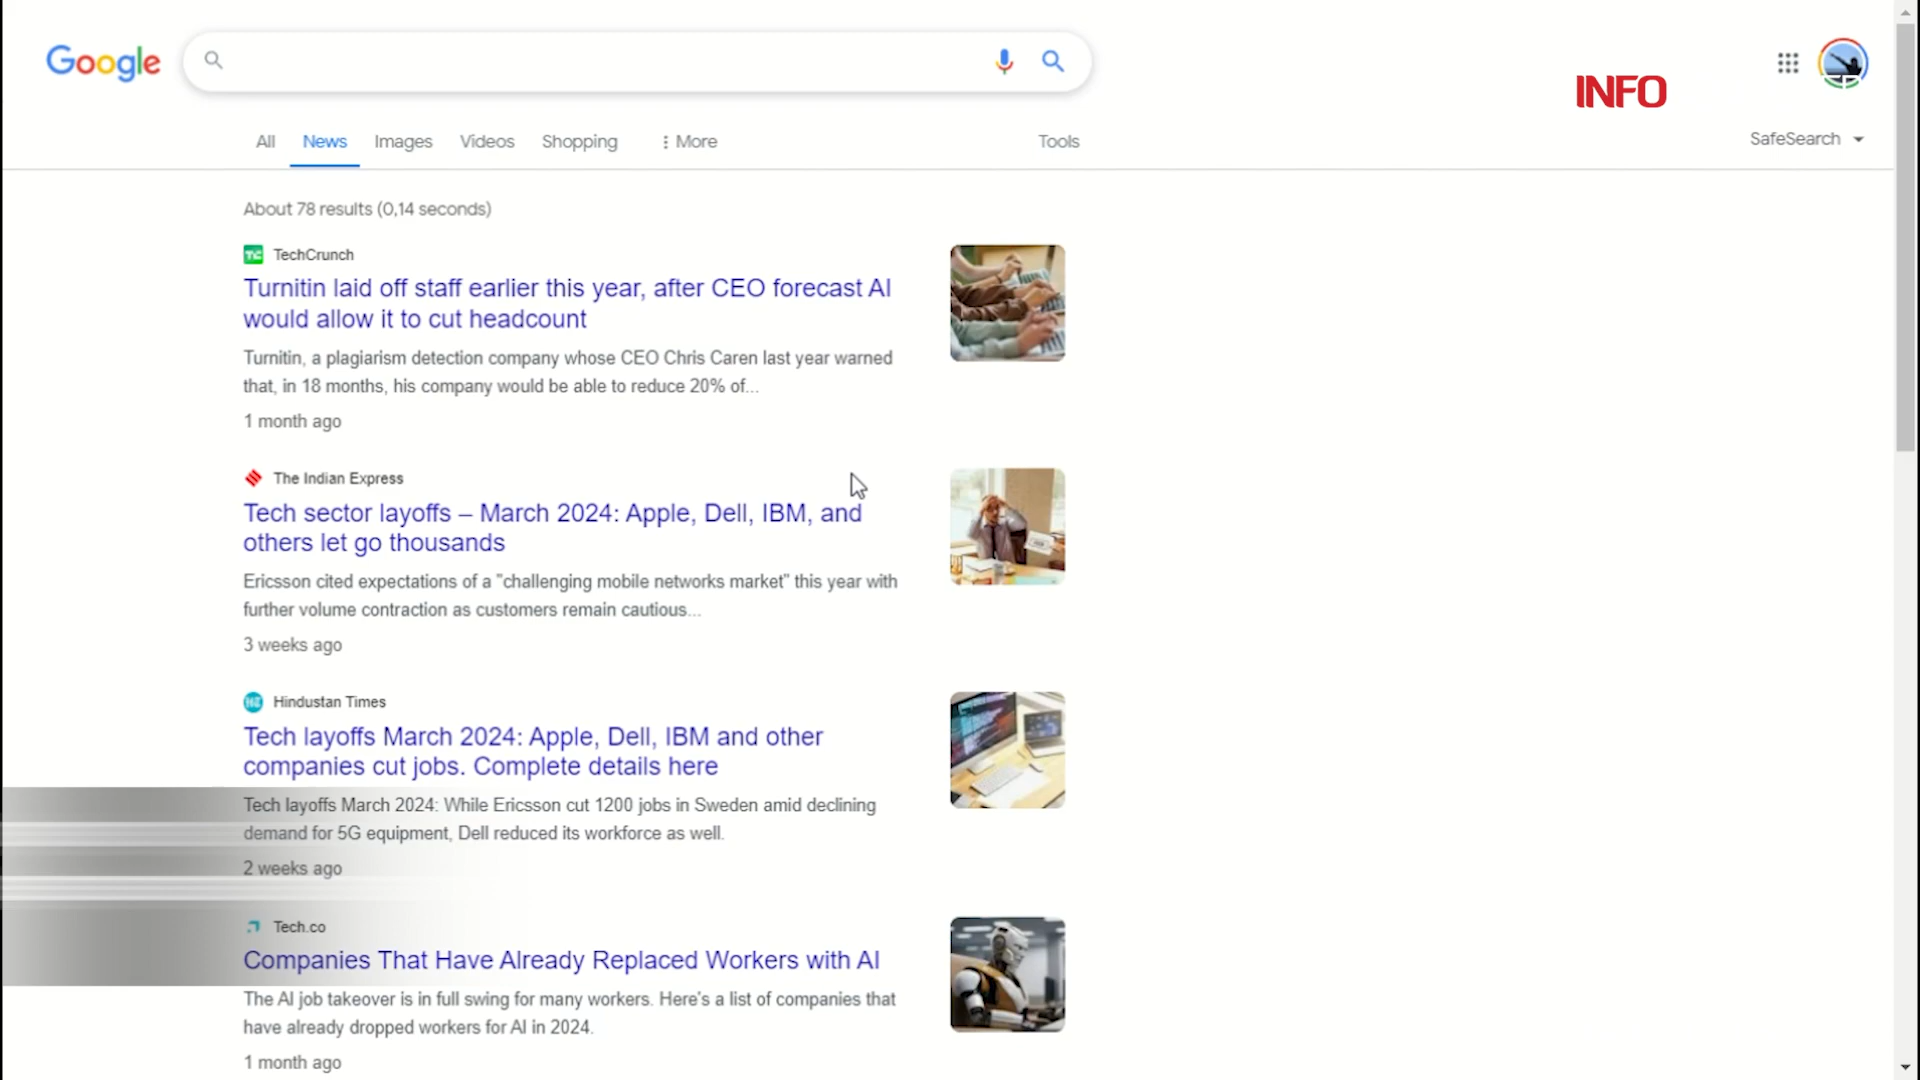 Google
INFO
All News Images Videos Shopping More Tools SafeSearch
About 78 results (0,14 seconds)
TechCrunch
Turnitin laid off staff earlier this year, after CEO forecast AI
would allow it to cut headcount
Turnitin, a plagiarism detection company whose CEO Chris Caren last year warned
that, in 18 months, his company would be able to reduce 20% of...
1 month ago
The Indian Express
Tech sector layoffs – March 2024: Apple, Dell, IBM, and
others let go thousands
Ericsson cited expectations of a "challenging mobile networks market" this year with
further volume contraction as customers remain cautious...
3 weeks ago
Hindustan Times
Tech layoffs March 2024: Apple, Dell, IBM and other
companies cut jobs. Complete details here
Tech layoffs March 2024: While Ericsson cut 1200 jobs in Sweden amid declining
demand for 5G equipment, Dell reduced its workforce as well.
2 weeks ago
Tech.co
Companies That Have Already Replaced Workers with AI
The AI job takeover is in full swing for many workers. Here's a list of companies that
have already dropped workers for AI in 2024.
1 month ago